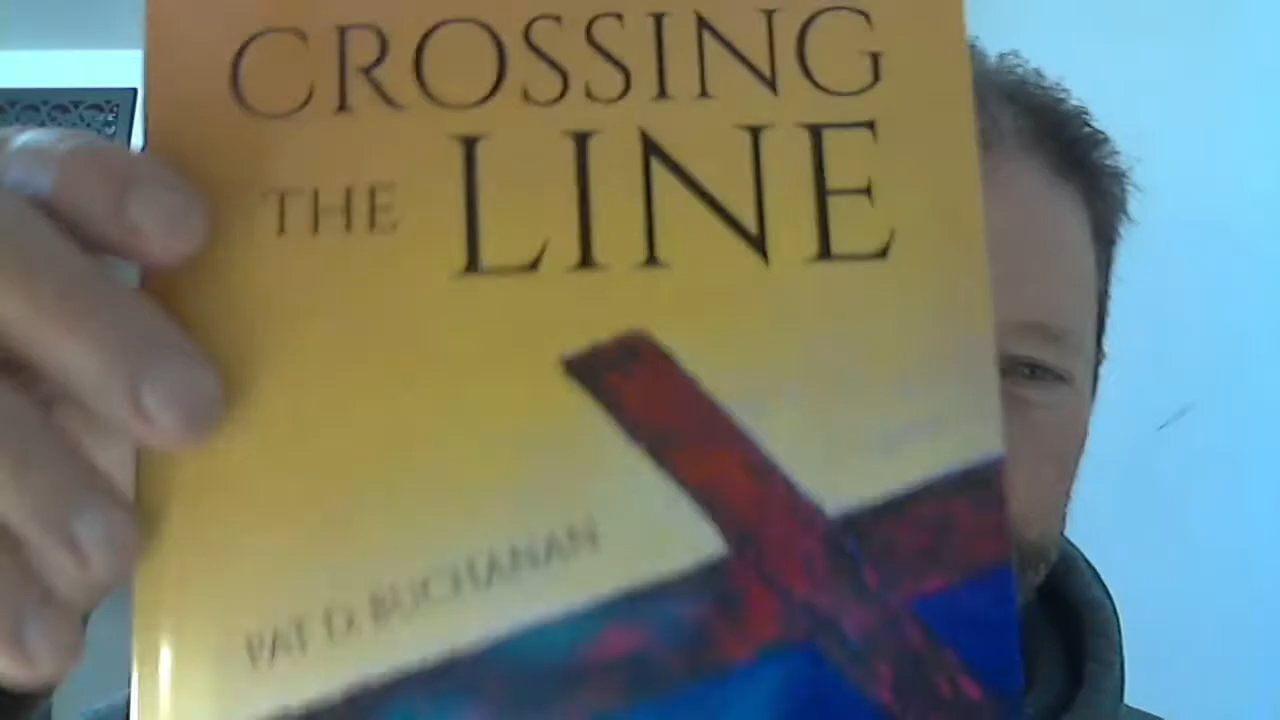 CROSSING
THE LINE
PAT D. BUCHANAN